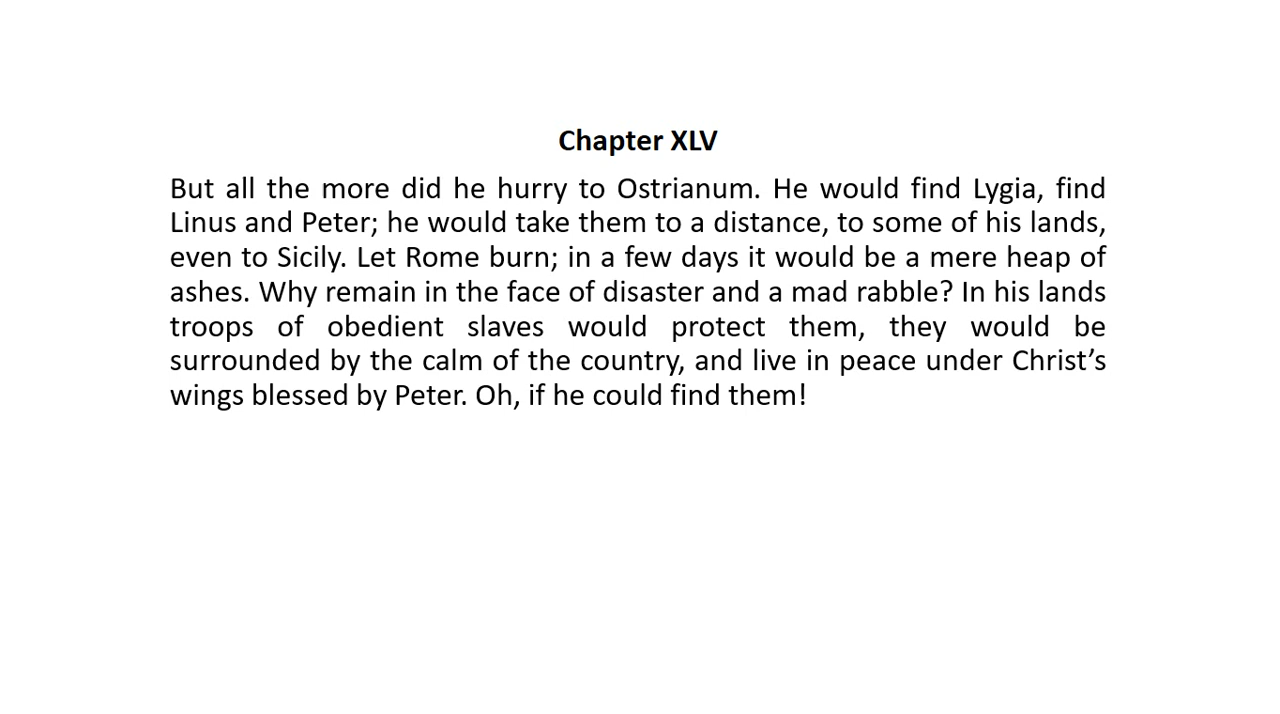 Chapter XLV
But all the more did he hurry to Ostrianum. He would find Lygia, find
Linus and Peter; he would take them to a distance, to some of his lands,
even to Sicily. Let Rome burn; in a few days it would be a mere heap of
ashes. Why remain in the face of disaster and a mad rabble? In his lands
troops of obedient slaves would protect them, they would be
surrounded by the calm of the country, and live in peace under Christ’s
wings blessed by Peter. Oh, if he could find them!